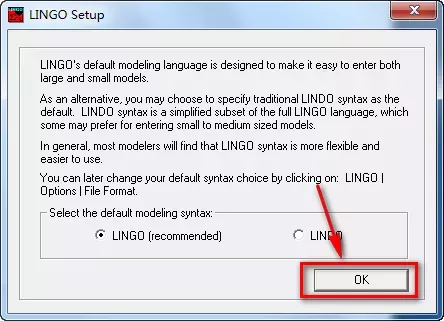 LINGO Setup
LINGO's default modeling language is designed to make it easy to enter both
large and small models.
As an alternative, you may choose to specify traditional LINDO syntax as the
default. LINDO syntax is a simplified subset of the full LINGO language, which
some may prefer for entering small to medium sized models.
In general, most modelers will find that LINGO syntax is more flexible and
easier to use.
You can later change your default syntax choice by clicking on: LINGO |
Options | File Format.
Select the default modeling syntax:
LINGO (recommended) LINDO
OK